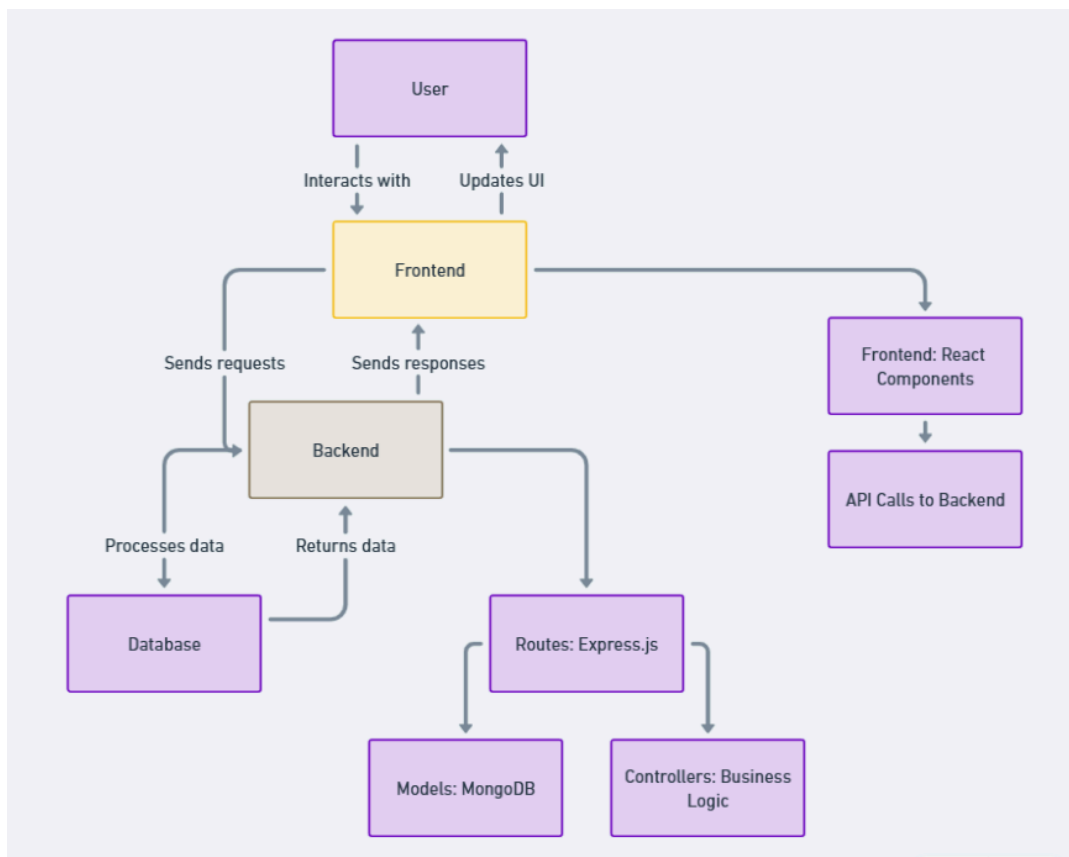 User
Interacts with
Updates UI
Frontend
Sends requests
Sends responses
Frontend: React
Components
Backend
API Calls to Backend
Processes data
Returns data
Database
Routes: Express.js
Models: MongoDB
Controllers: Business
Logic